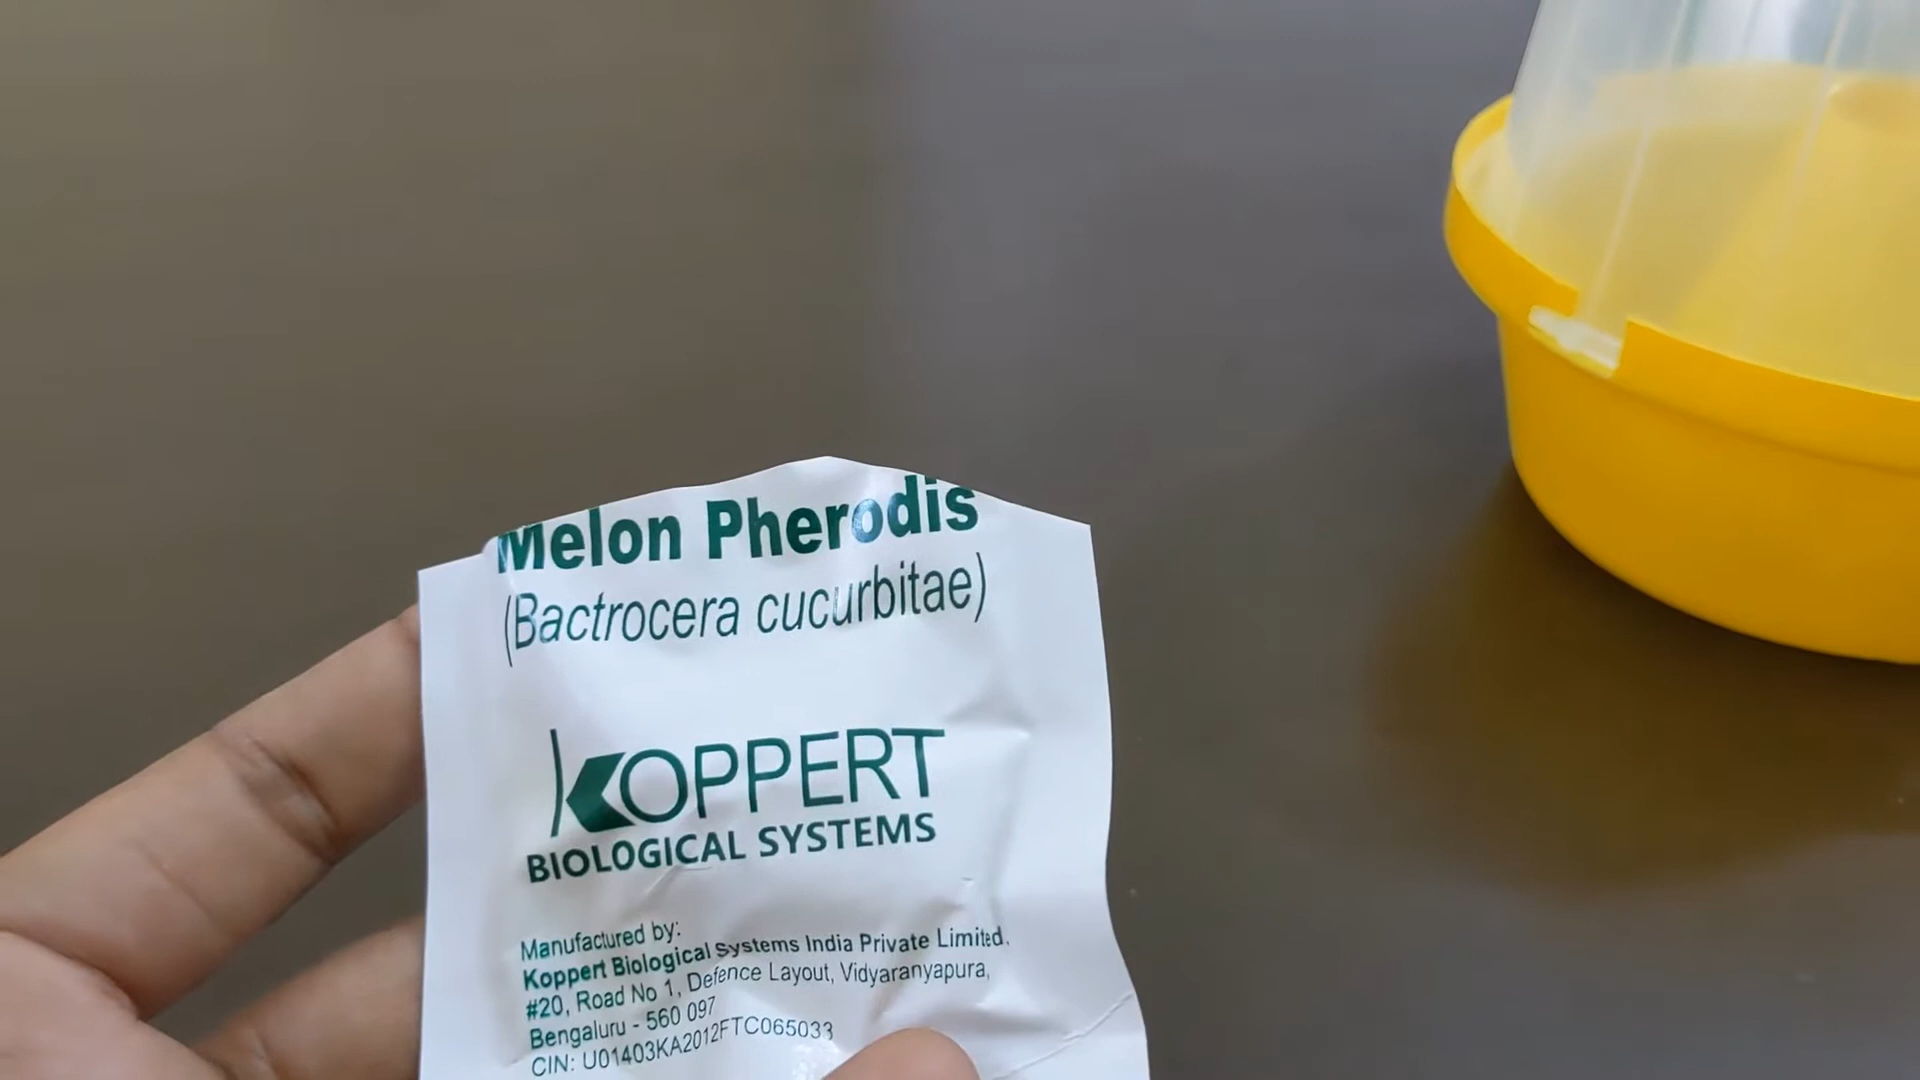 Melon Pherodis
(Bactrocera cucurbitae)
KOPPERT
BIOLOGICAL SYSTEMS
Manufactured by:
Koppert Biological Systems India Private Limited.
#20, Road No 1, Defence Layout, Vidyaranyapura,
Bengaluru - 560 097
CIN: U01403KA2012FTC065033